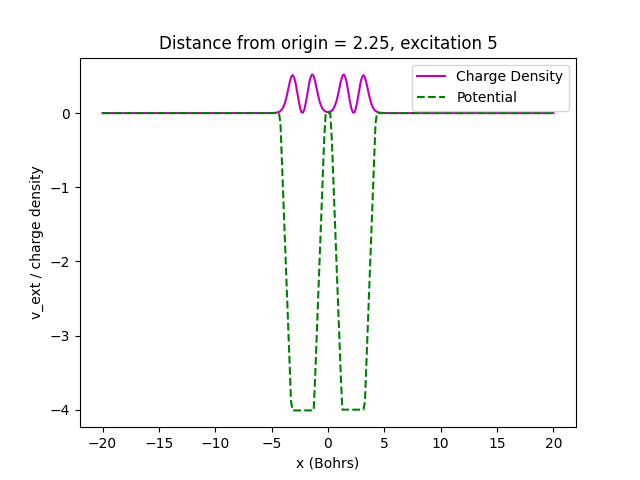 Distance from origin = 2.25, excitation 5
Charge Density
Potential
0
−1
−2
−3
−4
v_ext / charge density
−20
−15
−10
−5
0
5
10
15
20
x (Bohrs)